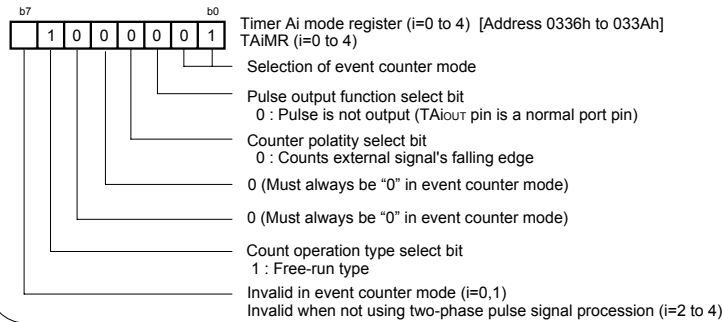 b7 b0
Timer Ai mode register (i=0 to 4) [Address 0336h to 033Ah]
TAiMR (i=0 to 4)
1 0 0 0 0 0 1
Selection of event counter mode
Pulse output function select bit
0 : Pulse is not output (TAiOUT pin is a normal port pin)
Counter polatity select bit
0 : Counts external signal's falling edge
0 (Must always be “0” in event counter mode)
0 (Must always be “0” in event counter mode)
Count operation type select bit
1 : Free-run type
Invalid in event counter mode (i=0,1)
Invalid when not using two-phase pulse signal procession (i=2 to 4)